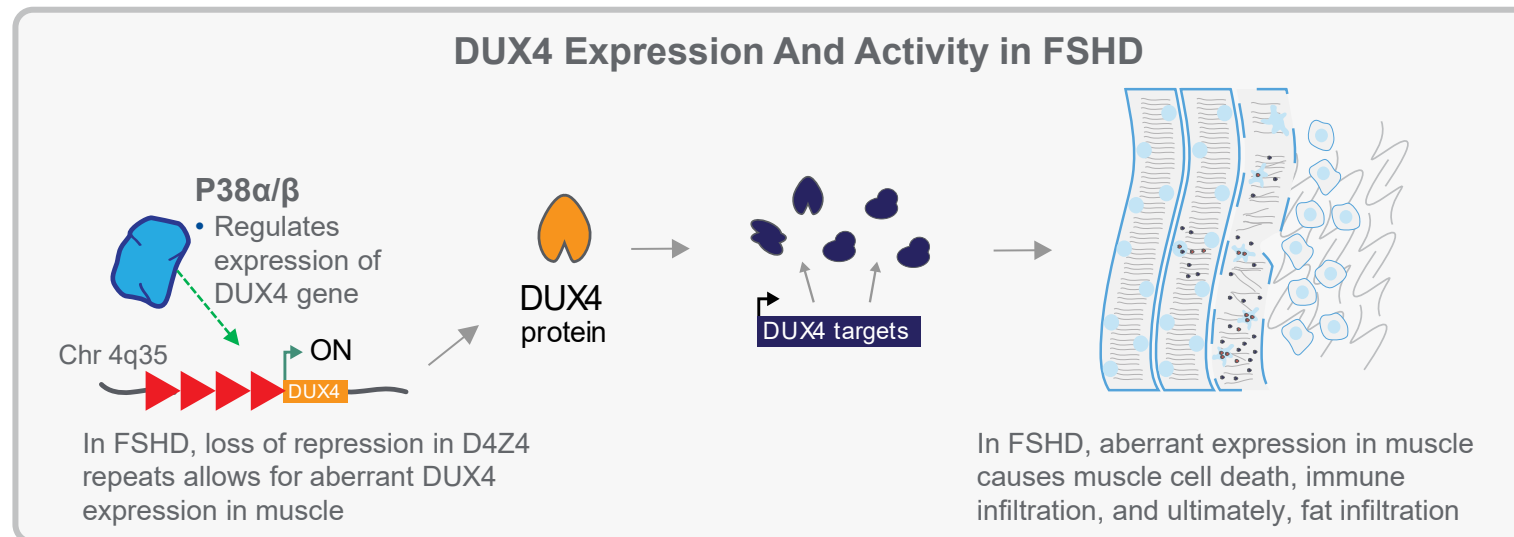 DUX4 Expression And Activity in FSHD
P38α/β
• Regulates
expression of
DUX4 gene
Chr 4q35
ON
DUX4
DUX4
protein
DUX4 targets
In FSHD, loss of repression in D4Z4
repeats allows for aberrant DUX4
expression in muscle
In FSHD, aberrant expression in muscle
causes muscle cell death, immune
infiltration, and ultimately, fat infiltration